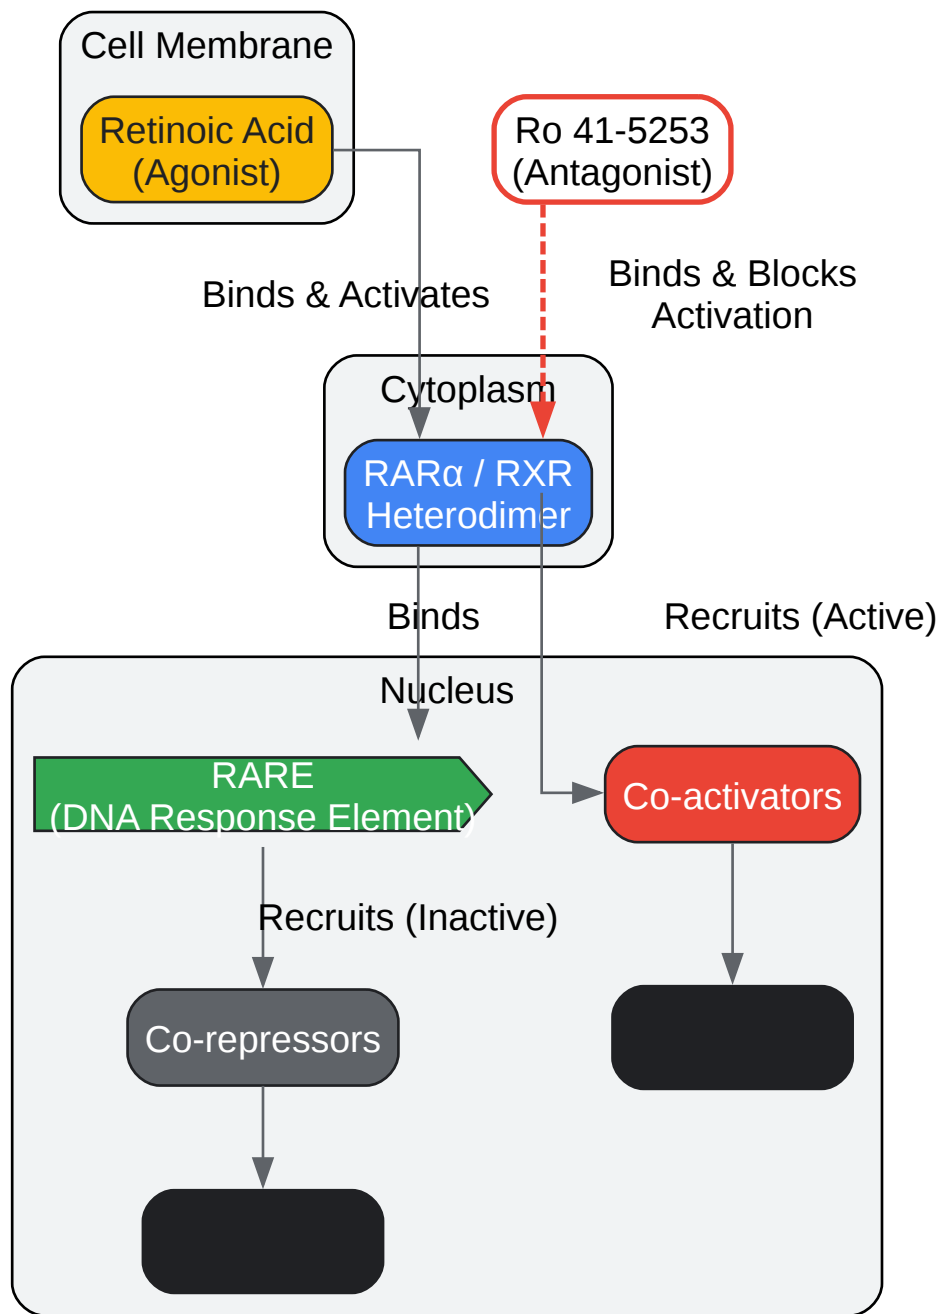 Cell Membrane
Retinoic Acid
(Agonist)
Ro 41-5253
(Antagonist)
Binds & Activates
Binds & Blocks
Activation
Cytoplasm
RARα / RXR
Heterodimer
Binds
Recruits (Active)
Nucleus
RARE
(DNA Response Element)
Co-activators
Recruits (Inactive)
Co-repressors